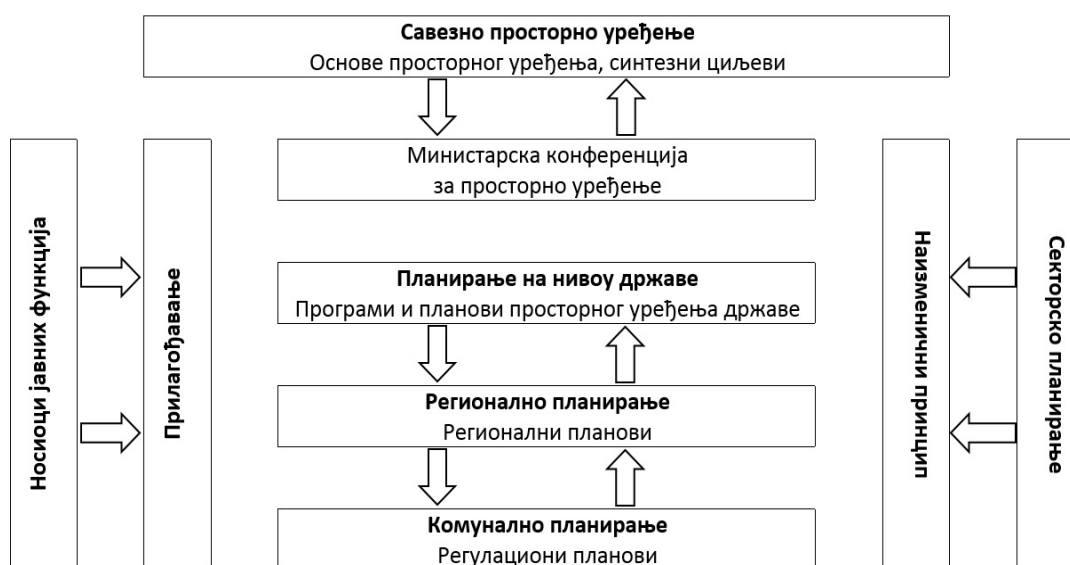 Савезно просторно уређење
Основе просторног уређења, синтезни циљеви
Министарска конференција
за просторно уређење
Носиоци јавних функција
Прилагођавање
Планирање на нивоу државе
Програми и планови просторног уређења државе
Регионално планирање
Регионални планови
Комунално планирање
Регулациони планови
Наизменични принцип
Секторско планирање